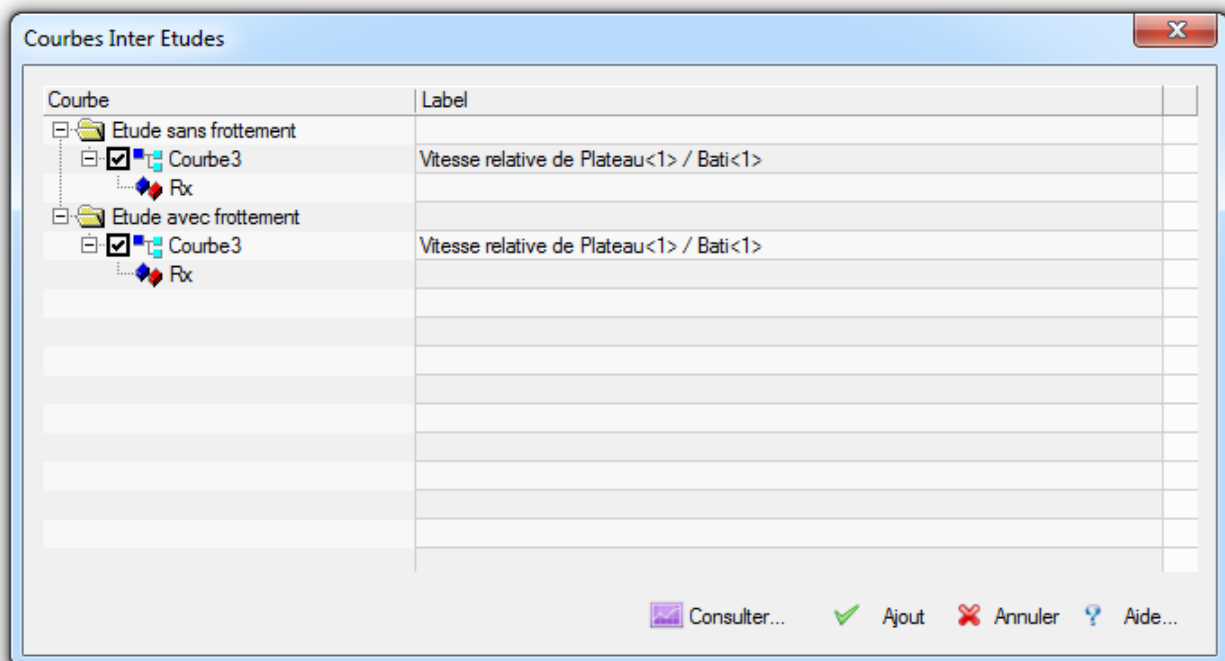 Courbes Inter Etudes
Courbe Label
Etude sans frottement
Courbe3 Vitesse relative de Plateau<1> / Bati<1>
Rx
Etude avec frottement
Courbe3 Vitesse relative de Plateau<1> / Bati<1>
Rx
Consulter... Ajout Annuler Aide...